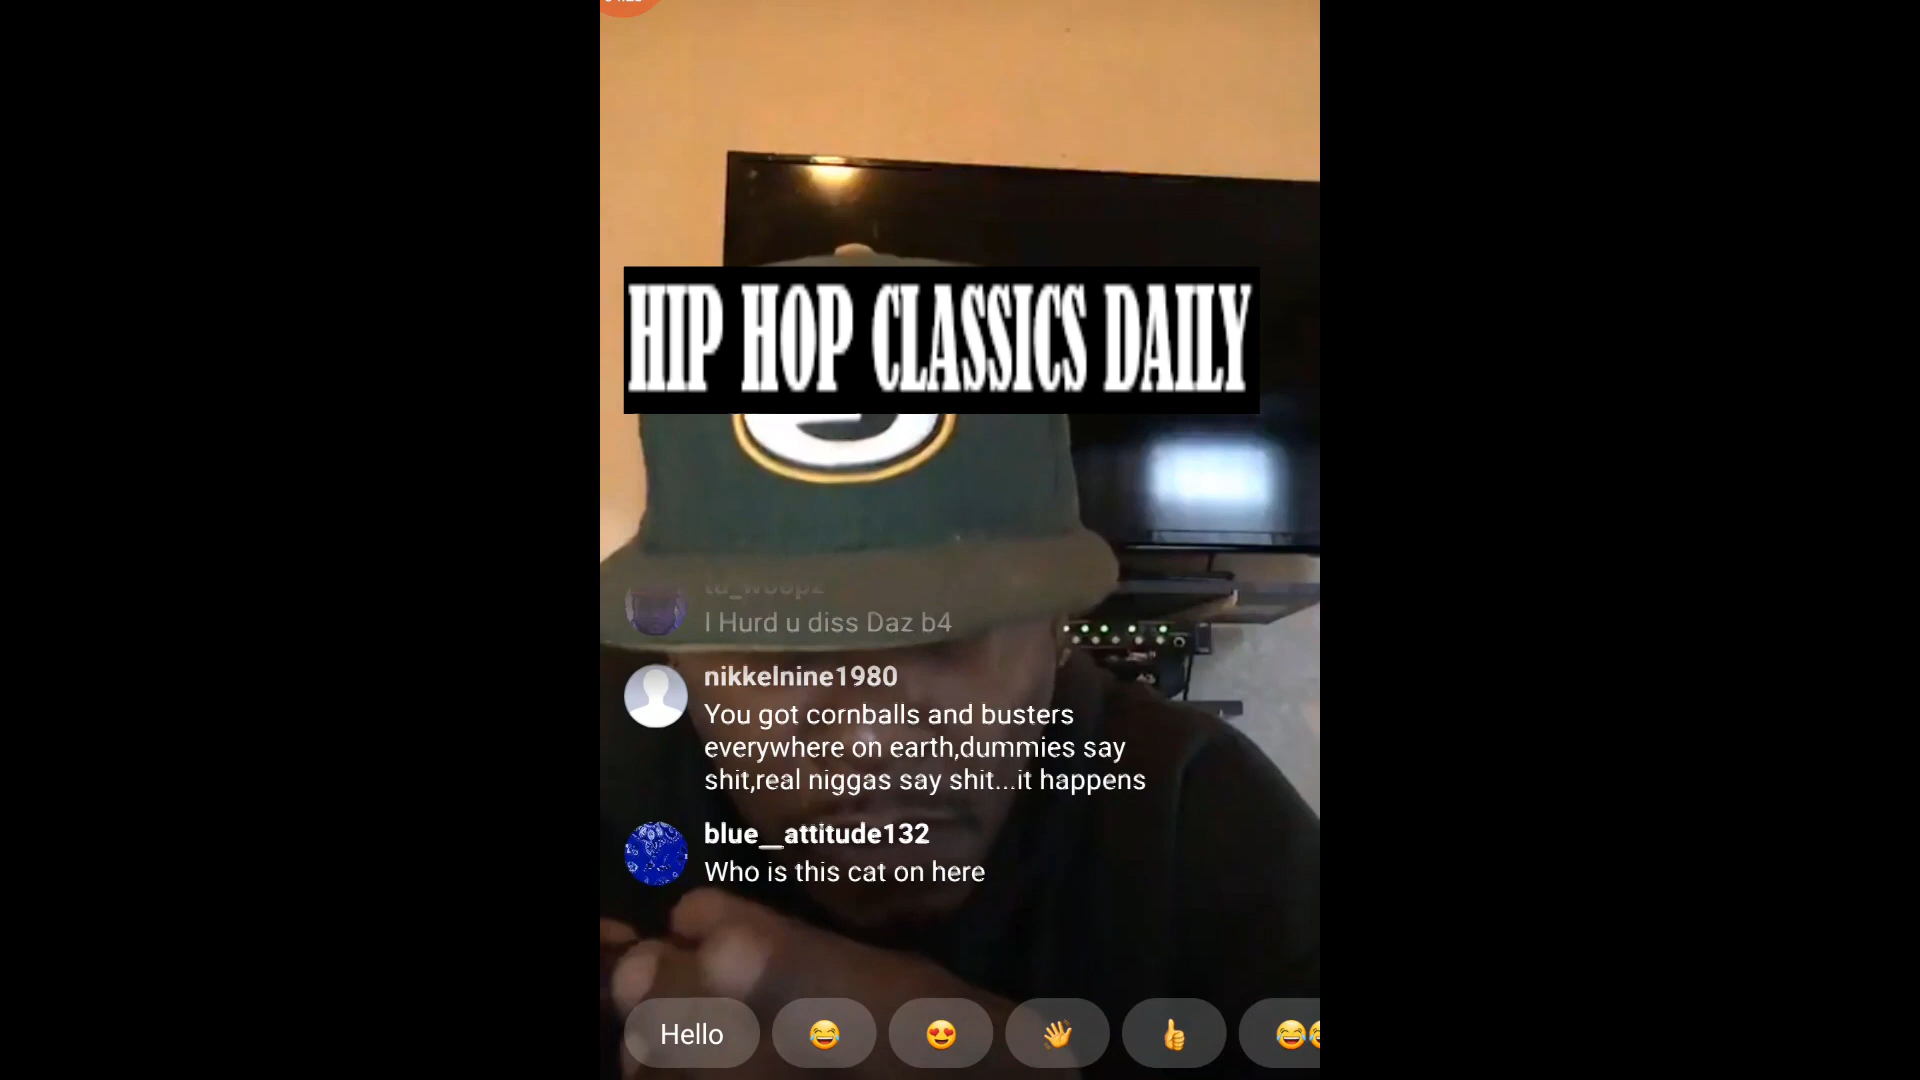 HIP HOP CLASSICS DAILY
I Hurd u diss Daz b4
nikkelnine1980
You got cornballs and busters
everywhere on earth,dummies say
shit,real niggas say shit...it happens
blue__attitude132
Who is this cat on here
Hello